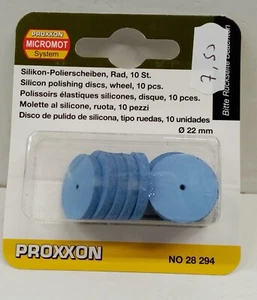 PROXXON
MICROMOT
System
7,50
Silikon-Polierscheiben, Rad, 10 St.
Silicon polishing discs, wheel, 10 pcs.
Polissoirs élastiques silicones, disque, 10 pces.
Molette al silicone, ruota, 10 pezzi
Disco de pulido de silicona, tipo ruedas, 10 unidades
Ø 22 mm
Bitte Rückseite beachten
PROXXON
NO 28 294